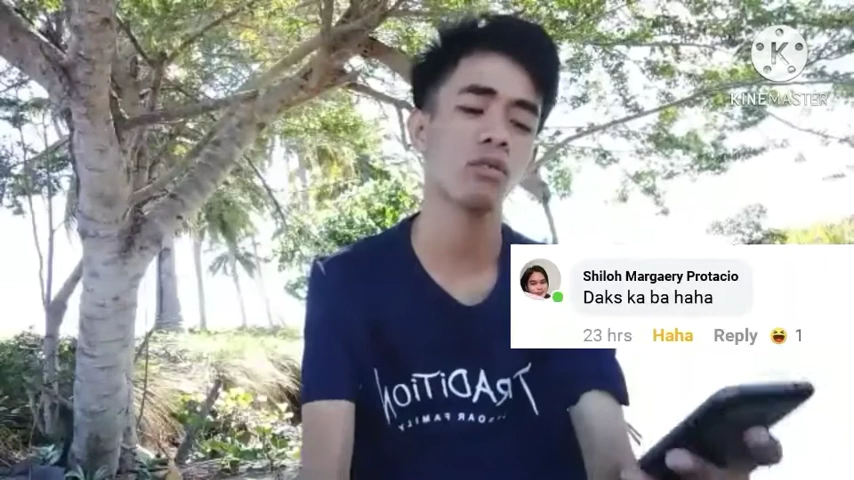 K
KINEMASTER
Shiloh Margaery Protacio
Daks ka ba haha
23 hrs Haha Reply 1
TRADiTiON